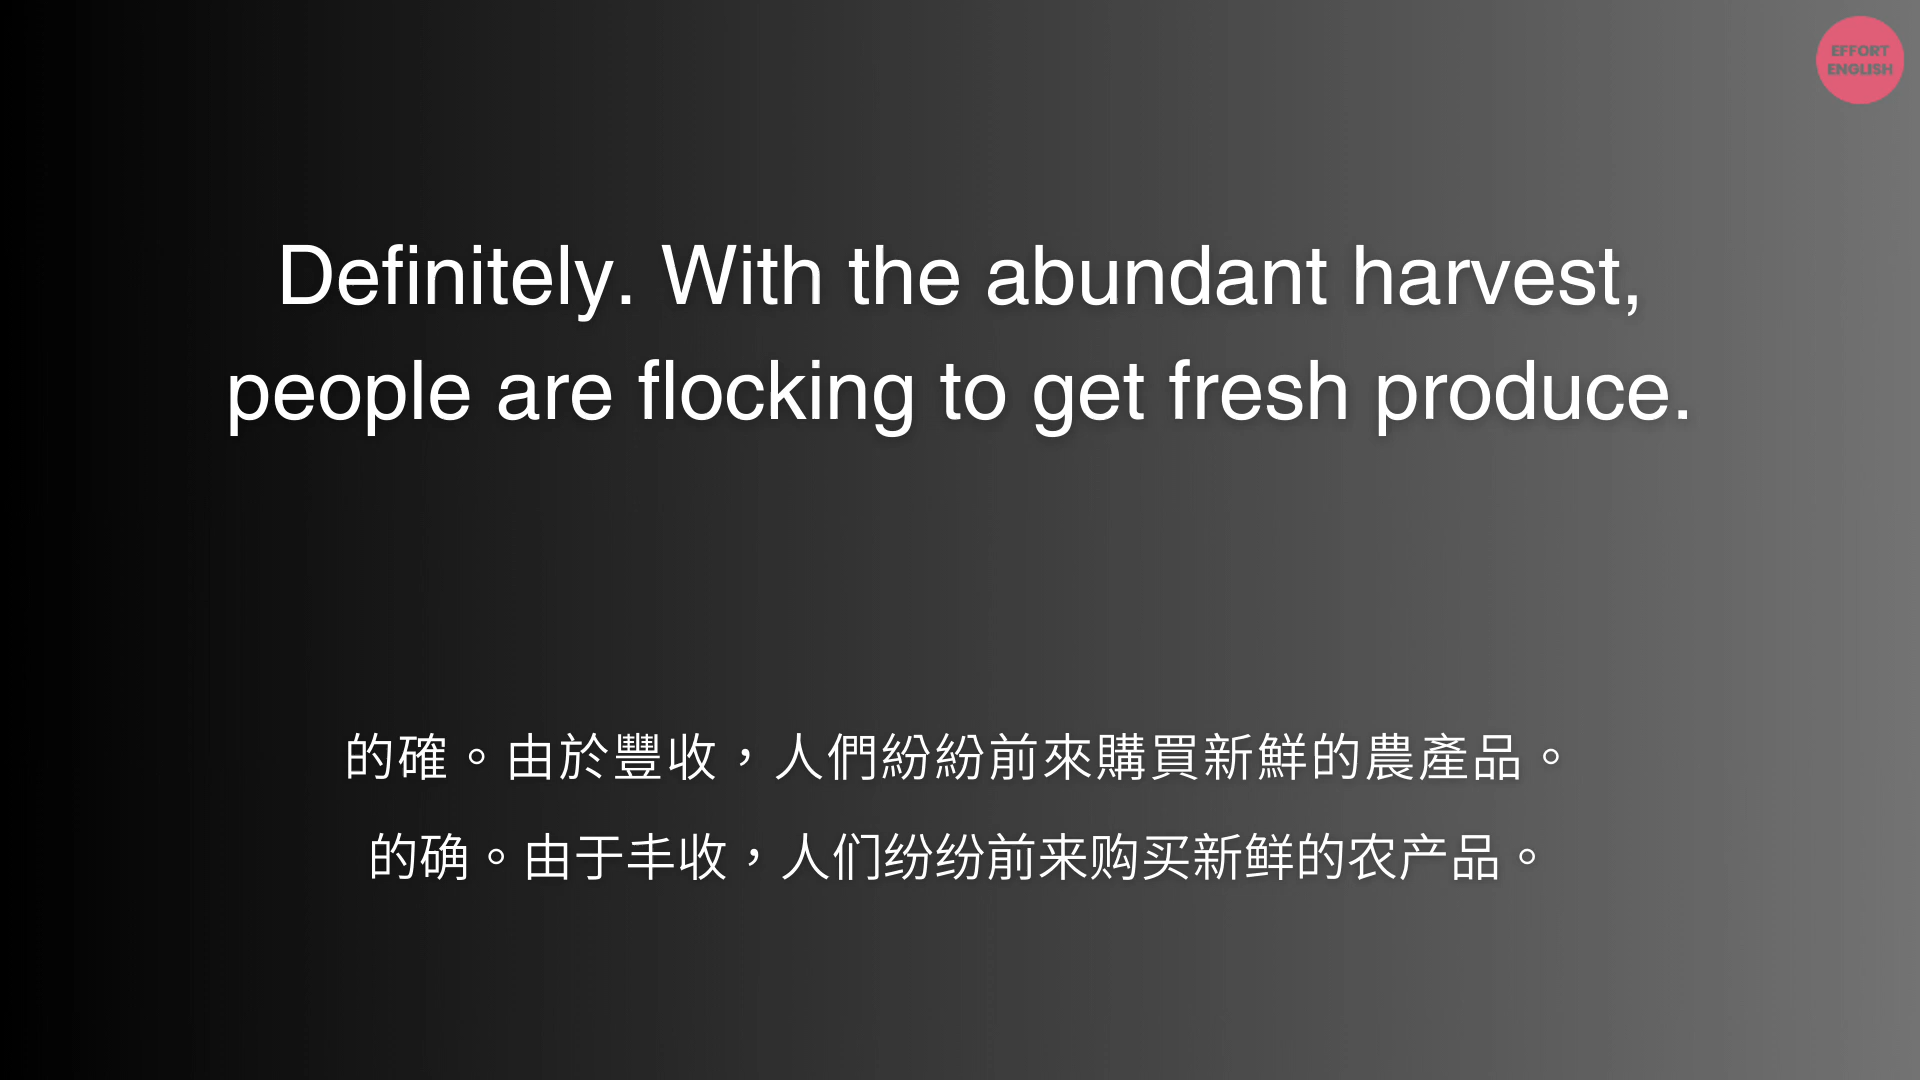 EFFORT
ENGLISH
Definitely. With the abundant harvest,
people are flocking to get fresh produce.
的確。由於豐收，人們紛紛前來購買新鮮的農產品。
的确。由于丰收，人们纷纷前来购买新鲜的农产品。